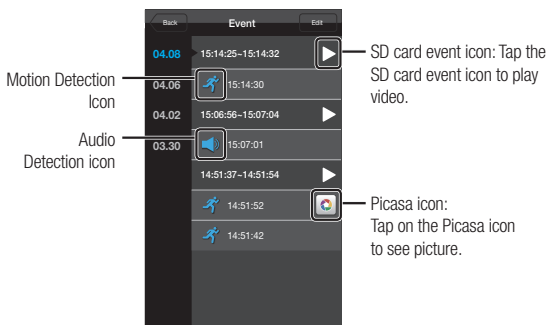 Back
Event
Edit
04.08
15:14:25~15:14:32
SD card event icon: Tap the
SD card event icon to play
video.
Motion Detection
Icon
04.06
15:14:30
04.02
15:06:56~15:07:04
Audio
Detection icon
03.30
15:07:01
14:51:37~14:51:54
14:51:52
Picasa icon:
Tap on the Picasa icon
to see picture.
14:51:42